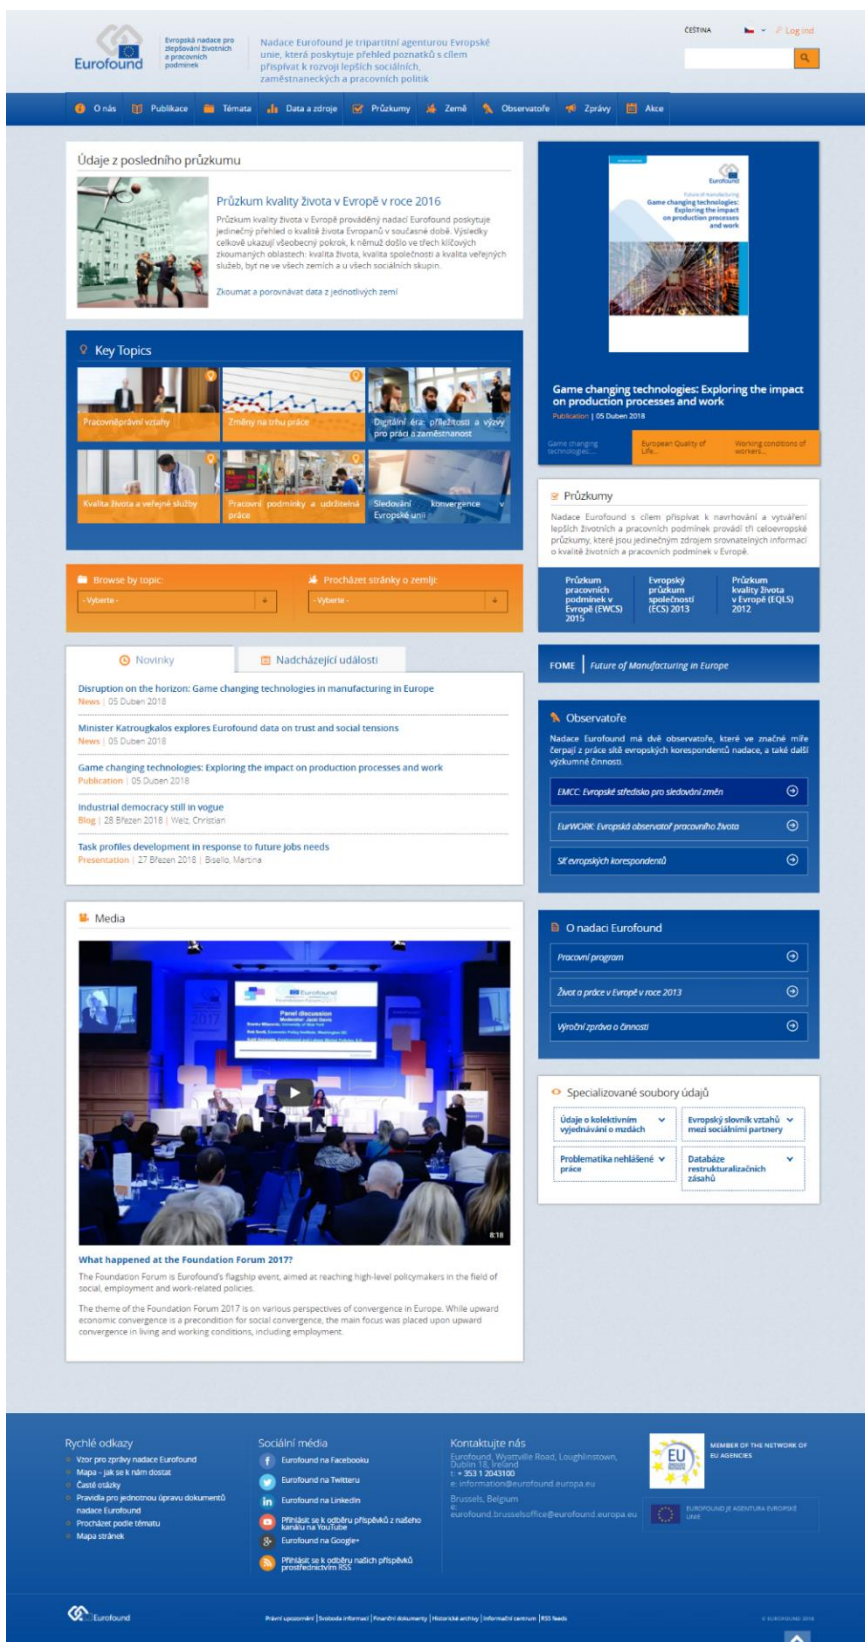 Eurofound
Evropská nadace pro
zlepšování životních
a pracovních
podmínek
Nadace Eurofound je tripartitní agenturou Evropské
unie, která poskytuje přehled poznatků s cílem
přispívat k rozvoji lepších sociálních,
zaměstnaneckých a pracovních politik
ČEŠTINA
Log ind
O nás
Publikace
Témata
Data a zdroje
Průzkumy
Země
Observatoře
Zprávy
Akce
Údaje z posledního průzkumu
Průzkum kvality života v Evropě v roce 2016
Průzkum kvality života v Evropě prováděný nadací Eurofound poskytuje
jedinečný přehled o kvalitě života Evropanů v současné době. Výsledky
celkově ukazují všeobecný pokrok, k němuž došlo ve třech klíčových
zkoumaných oblastech: kvalita života, kvalita společnosti a kvalita veřejných
služeb, byť ne ve všech zemích a u všech sociálních skupin.
Zkoumat a porovnávat data z jednotlivých zemí
Key Topics
Pracovněprávní vztahy
Změny na trhu práce
Digitální éra: příležitosti a výzvy
pro práci a zaměstnanost
Kvalita života a veřejné služby
Pracovní podmínky a udržitelná
práce
Sledování konvergence v
Evropské unii
Browse by topic:
- Vyberte -
Procházet stránky o zemi/i:
- Vyberte -
Novinky
Nadcházející události
Disruption on the horizon: Game changing technologies in manufacturing in Europe
News | 05 Duben 2018
Minister Katrougkalos explores Eurofound data on trust and social tensions
News | 05 Duben 2018
Game changing technologies: Exploring the impact on production processes and work
Publication | 05 Duben 2018
Industrial democracy still in vogue
Blog | 28 Březen 2018 | Welz, Christian
Task profiles development in response to future jobs needs
Presentation | 27 Březen 2018 | Bisello, Martina
Media
Eurofound
Panel discussion
2017
8:18
What happened at the Foundation Forum 2017?
The Foundation Forum is Eurofound's flagship event, aimed at reaching high-level policymakers in the field of
social, employment and work-related policies.
The theme of the Foundation Forum 2017 is on various perspectives of convergence in Europe. While upward
economic convergence is a precondition for social convergence, the main focus was placed upon upward
convergence in living and working conditions, including employment.
Eurofound
Future of manufacturing
Game changing technologies:
Exploring the impact
on production processes
and work
Game changing technologies: Exploring the impact
on production processes and work
Publication | 05 Duben 2018
Game changing
technologies:...
European Quality of
Life...
Working conditions of
workers...
Průzkumy
Nadace Eurofound s cílem přispívat k navrhování a vytváření
lepších životních a pracovních podmínek provádí tři celoevropské
průzkumy, které jsou jedinečným zdrojem srovnatelných informací
o kvalitě životních a pracovních podmínek v Evropě.
Průzkum
pracovních
podmínek v
Evropě (EWCS)
2015
Evropský
průzkum
společností
(ECS) 2013
Průzkum
kvality života
v Evropě (EQLS)
2012
FOME | Future of Manufacturing in Europe
Observatoře
Nadace Eurofound má dvě observatoře, které ve značné míře
čerpají z práce sítě evropských korespondentů nadace, a také další
výzkumné činnosti.
EMCC: Evropské středisko pro sledování změn
EurWORK: Evropská observatoř pracovního života
Síť evropských korespondentů
O nadaci Eurofound
Pracovní program
Život a práce v Evropě v roce 2013
Výroční zpráva o činnosti
Specializované soubory údajů
Údaje o kolektivním
vyjednávání o mzdách
Evropský slovník vztahů
mezi sociálními partnery
Problematika nehlášené
práce
Databáze
restrukturalizačních
zásahů
Rychlé odkazy
Vzor pro zprávy nadace Eurofound
Mapa - jak se k nám dostat
Časté otázky
Pravidla pro jednotnou úpravu dokumentů
nadace Eurofound
Procházet podle tématu
Mapa stránek
Sociální média
Eurofound na Facebooku
Eurofound na Twitteru
Eurofound na LinkedIn
Přihlásit se k odběru příspěvků z našeho
kanálu na YouTube
Eurofound na Google+
Přihlásit se k odběru našich příspěvků
prostřednictvím RSS
Kontaktujte nás
Eurofound, Wyattville Road, Loughlinstown,
Dublin 18, Ireland
t: + 353 1 2043100
e: information@eurofound.europa.eu
Brussels, Belgium
e:
eurofound.brusselsoffice@eurofound.europa.eu
EU
MEMBER OF THE NETWORK OF
EU AGENCIES
EUROFOUND JE AGENTURA EVROPSKÉ
UNIE
Eurofound
Právní upozornění | Svoboda informací | Finanční dokumenty | Historické archivy | Informační centrum | RSS feeds
© EUROFOUND 2018